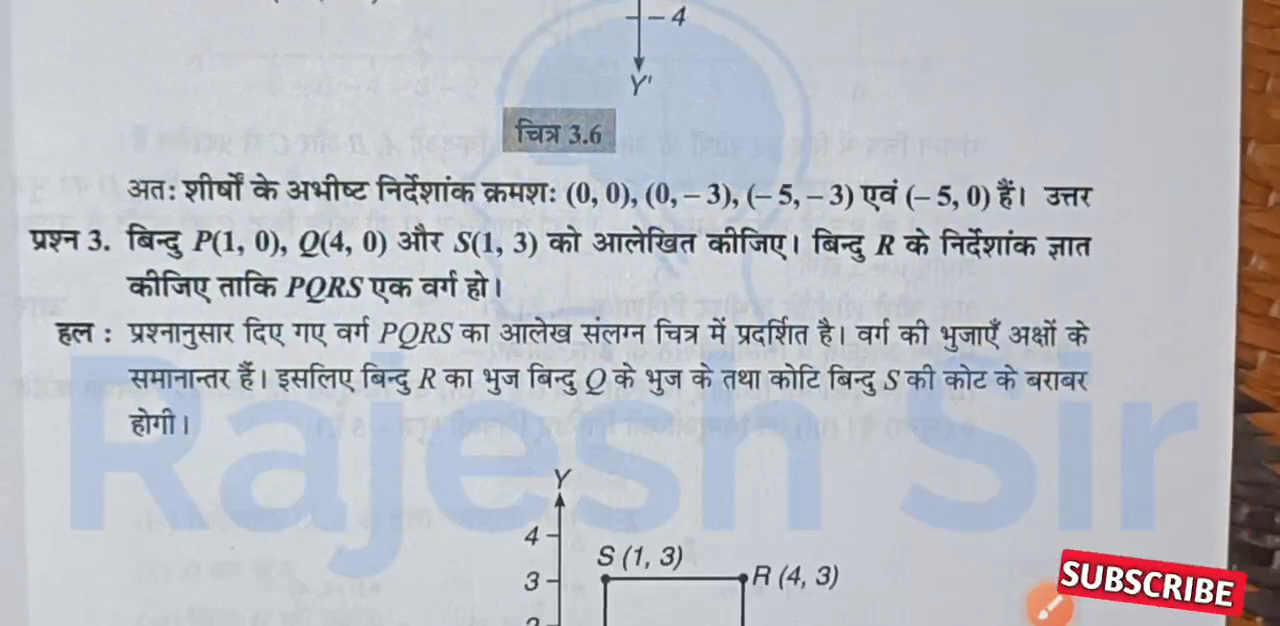 – 4
Y'
चित्र 3.6
अतः शीर्षों के अभीष्ट निर्देशांक क्रमशः (0, 0), (0, – 3), (– 5, – 3) एवं (– 5, 0) हैं। उत्तर
प्रश्न 3. बिन्दु P(1, 0), Q(4, 0) और S(1, 3) को आलेखित कीजिए। बिन्दु R के निर्देशांक ज्ञात
कीजिए ताकि PQRS एक वर्ग हो।
हल : प्रश्नानुसार दिए गए वर्ग PQRS का आलेख संलग्न चित्र में प्रदर्शित है। वर्ग की भुजाएँ अक्षों के
समानान्तर हैं। इसलिए बिन्दु R का भुज बिन्दु Q के भुज के तथा कोटि बिन्दु S की कोट के बराबर
होगी।
Rajesh Sir
Y
4
S (1, 3)
3
R (4, 3)
2
SUBSCRIBE